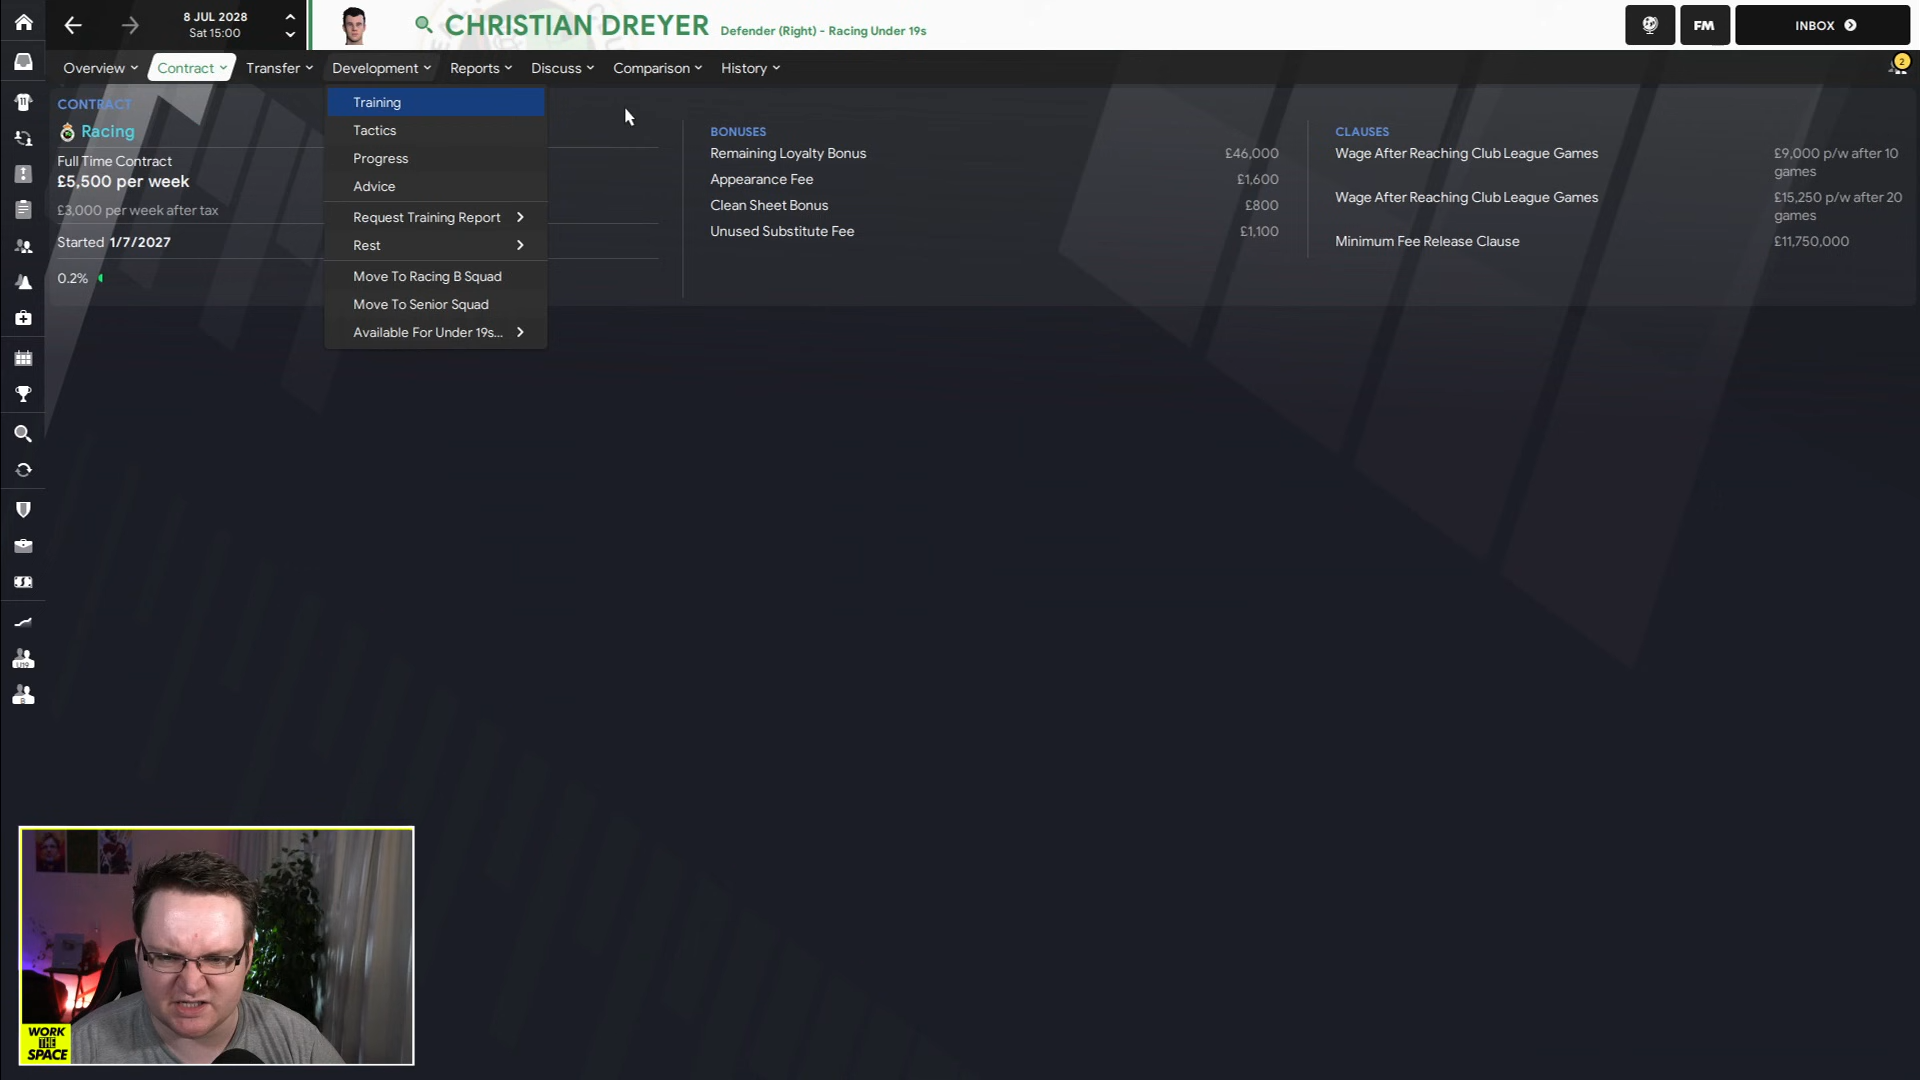 8 JUL 2028
Sat 15:00
CHRISTIAN DREYER
Defender (Right) - Racing Under 19s
FM
INBOX
Overview
Contract
Transfer
Development
Reports
Discuss
Comparison
History
2
CONTRACT
Racing
Full Time Contract
£5,500 per week
£3,000 per week after tax
Started 1/7/2027
0.2%
Training
Tactics
Progress
Advice
Request Training Report
Rest
Move To Racing B Squad
Move To Senior Squad
Available For Under 19s...
BONUSES
Remaining Loyalty Bonus £46,000
Appearance Fee £1,600
Clean Sheet Bonus £800
Unused Substitute Fee £1,100
CLAUSES
Wage After Reaching Club League Games £9,000 p/w after 10
games
Wage After Reaching Club League Games £15,250 p/w after 20
games
Minimum Fee Release Clause £11,750,000
11
U19
B
WORK
THE
SPACE